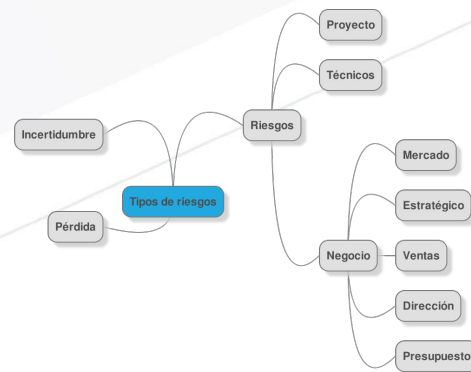 Proyecto
Técnicos
Riesgos
Incertidumbre
Mercado
Tipos de riesgos
Estratégico
Pérdida
Negocio
Ventas
Dirección
Presupuesto